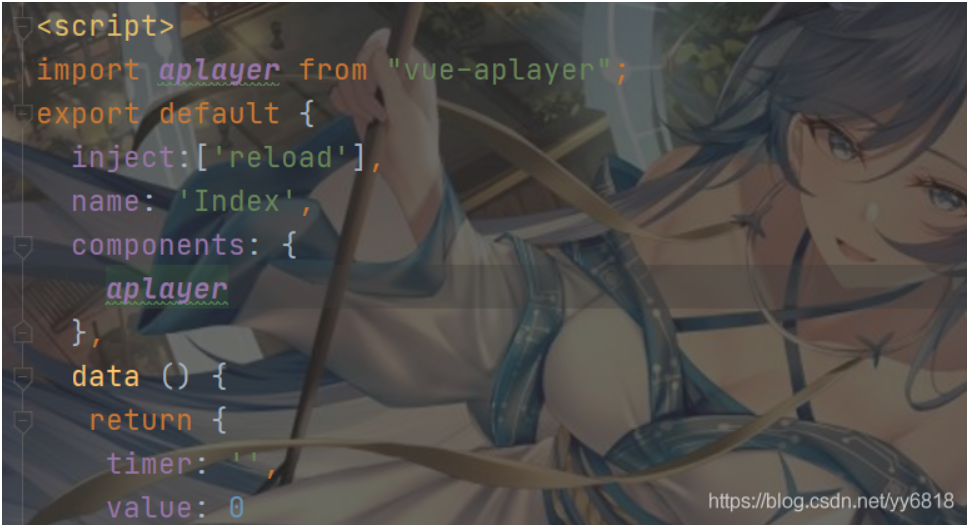 <script>
import aplayer from "vue-aplayer";
export default {
  inject:['reload'],
  name: 'Index',
  components: {
    aplayer
  },
  data () {
   return {
    timer: '',
    value: 0
https://blog.csdn.net/yy6818